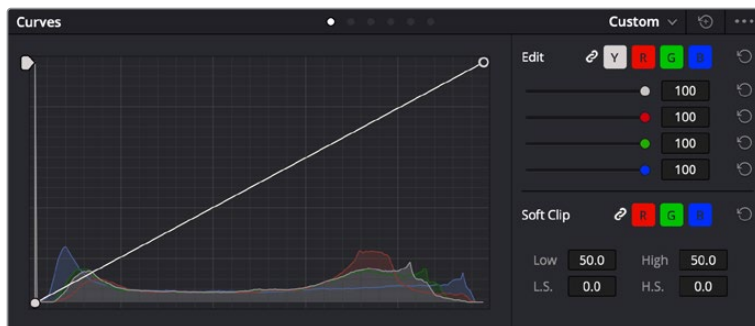 Curves
Custom
Edit
Y R G B
100
100
100
100
Soft Clip
R G B
Low 50.0 High 50.0
L.S. 0.0 H.S. 0.0